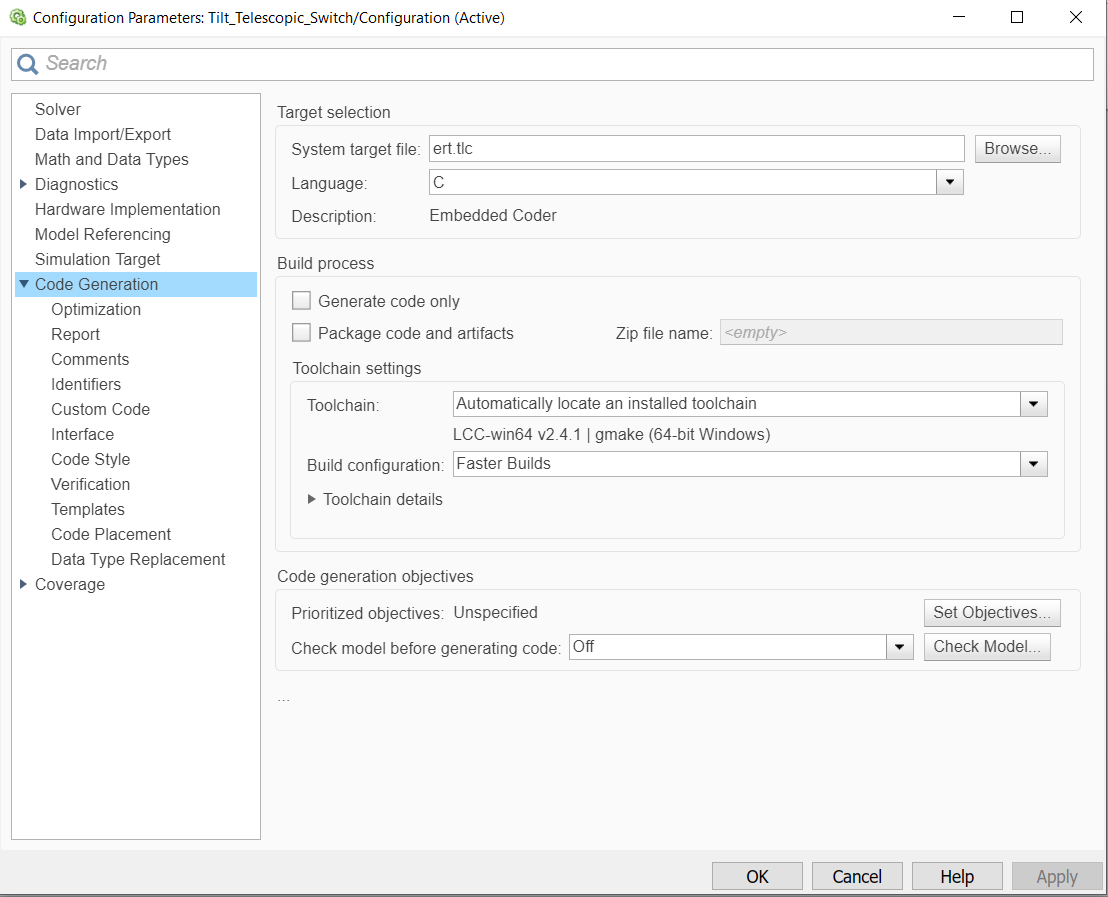 Configuration Parameters: Tilt_Telescopic_Switch/Configuration (Active)
Search
Solver
Data Import/Export
Math and Data Types
Diagnostics
Hardware Implementation
Model Referencing
Simulation Target
Code Generation
Optimization
Report
Comments
Identifiers
Custom Code
Interface
Code Style
Verification
Templates
Code Placement
Data Type Replacement
Coverage
Target selection
System target file: ert.tlc Browse...
Language: C
Description: Embedded Coder
Build process
Generate code only
Package code and artifacts Zip file name: <empty>
Toolchain settings
Toolchain: Automatically locate an installed toolchain
LCC-win64 v2.4.1 | gmake (64-bit Windows)
Build configuration: Faster Builds
Toolchain details
Code generation objectives
Prioritized objectives: Unspecified Set Objectives...
Check model before generating code: Off Check Model...
...
OK Cancel Help Apply